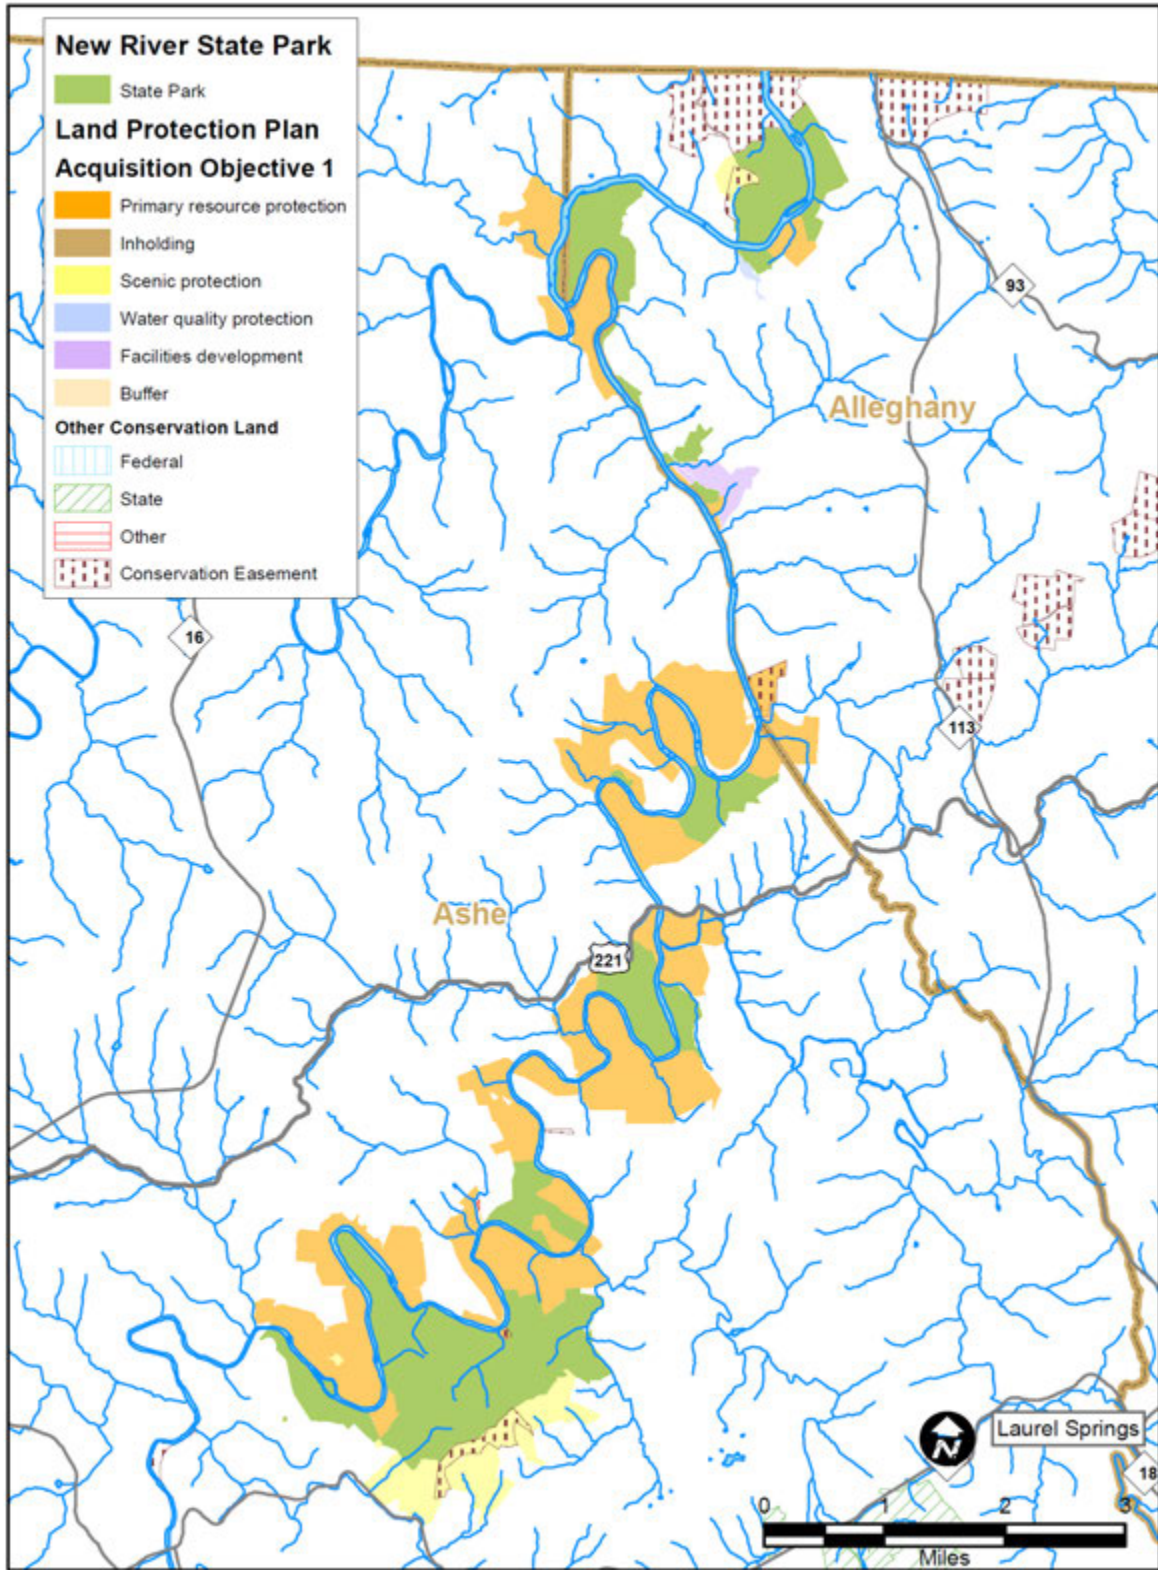 New River State Park
State Park
Land Protection Plan
Acquisition Objective 1
Primary resource protection
Inholding
Scenic protection
Water quality protection
Facilities development
Buffer
Other Conservation Land
Federal
State
Other
Conservation Easement
93
Alleghany
16
113
Ashe
221
N
Laurel Springs
18
0 1 2 3
Miles